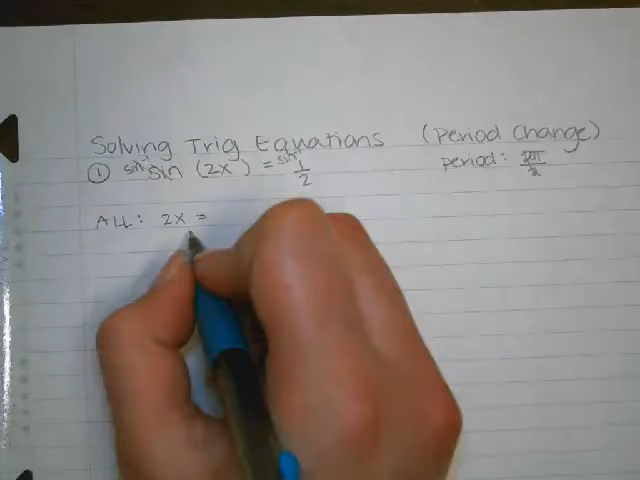 Solving Trig Equations (Period Change)
① sin⁻¹ sin (2x) = sin⁻¹ 1/2 period: 2π/2
ALL: 2x =